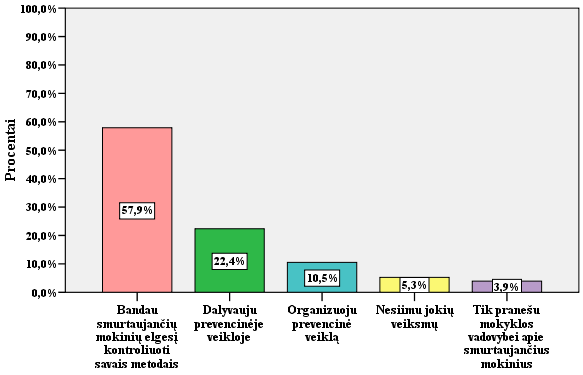 100,0%
90,0%
80,0%
70,0%
60,0%
50,0%
40,0%
30,0%
20,0%
10,0%
0,0%
Procentai
57,9%
22,4%
10,5%
5,3%
3,9%
Bandau
smurtaujančių
mokinių elgesį
kontroliuoti
savais metodais
Dalyvauju
prevencinėje
veikloje
Organizuoju
prevencinė
veiklą
Nesiimu jokių
veiksmų
Tik pranešu
mokyklos
vadovybei apie
smurtaujančius
mokinius